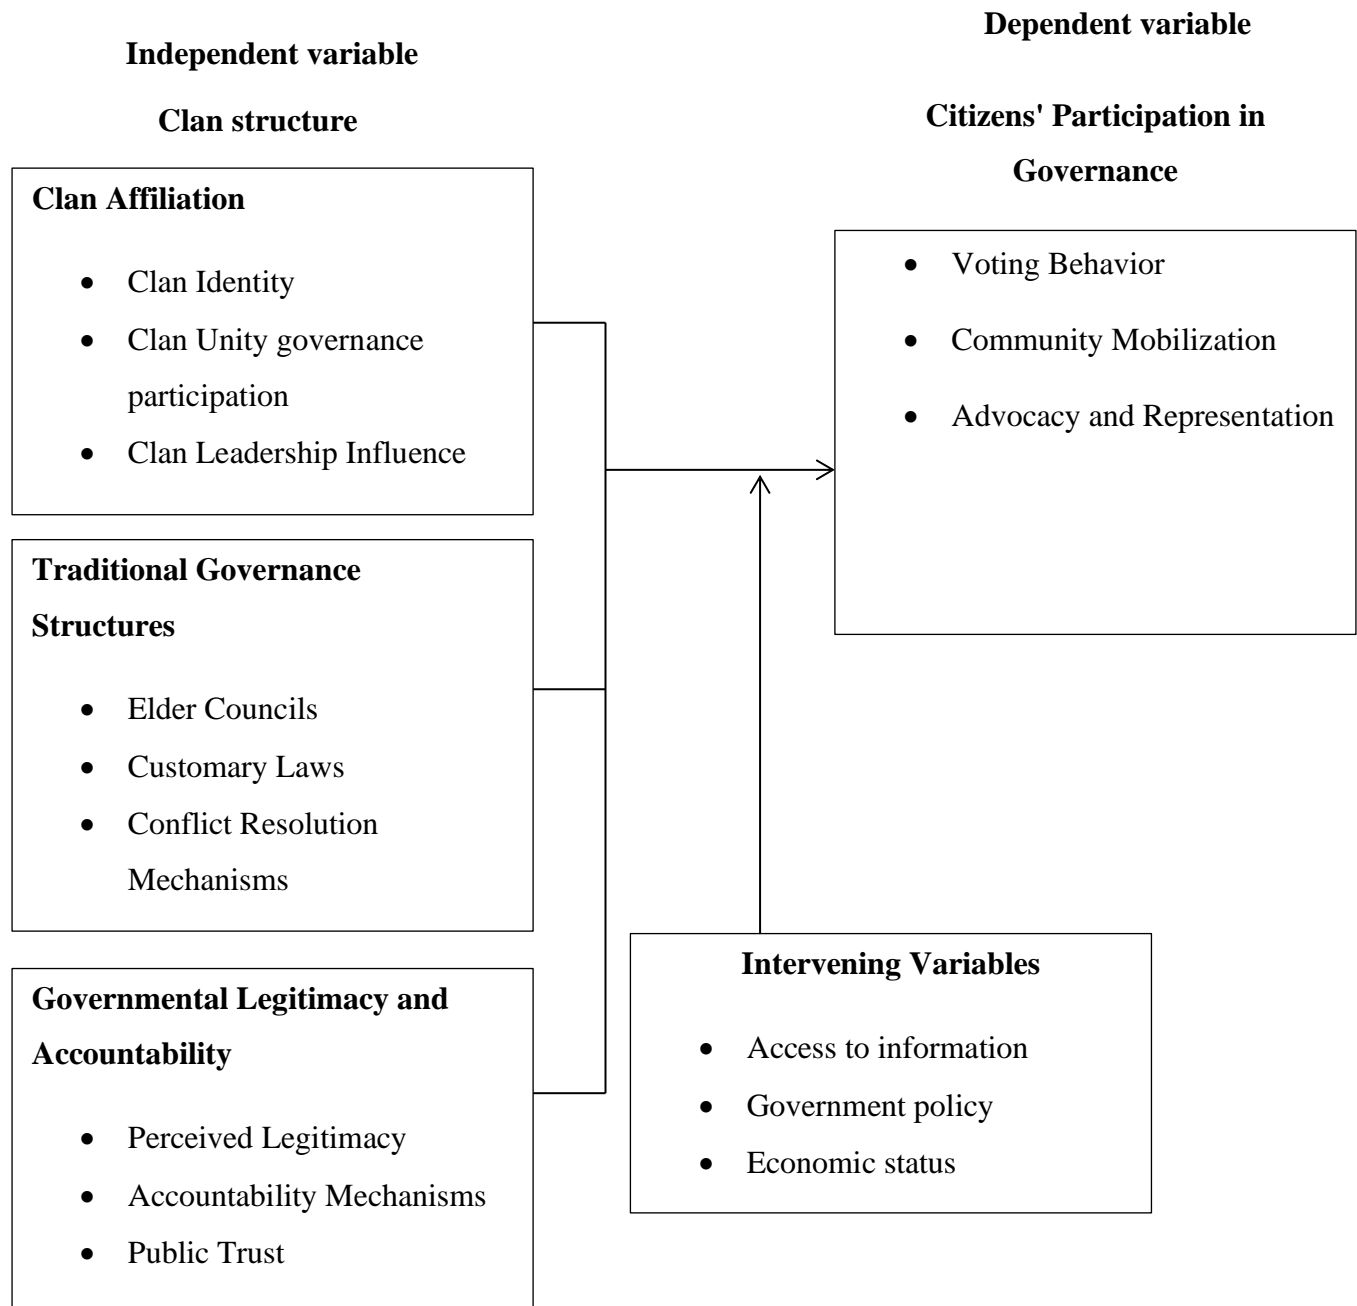 Independent variable
Clan structure
Clan Affiliation
• Clan Identity
• Clan Unity governance
participation
• Clan Leadership Influence
Traditional Governance
Structures
• Elder Councils
• Customary Laws
• Conflict Resolution
Mechanisms
Governmental Legitimacy and
Accountability
• Perceived Legitimacy
• Accountability Mechanisms
• Public Trust
Dependent variable
Citizens' Participation in
Governance
• Voting Behavior
• Community Mobilization
• Advocacy and Representation
Intervening Variables
• Access to information
• Government policy
• Economic status